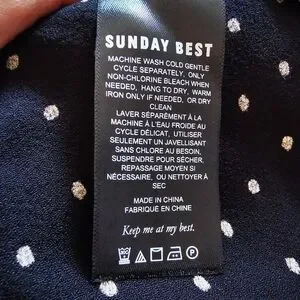 SUNDAY BEST
MACHINE WASH COLD GENTLE
CYCLE SEPARATELY, ONLY
NON-CHLORINE BLEACH WHEN
NEEDED, HANG TO DRY, WARM
IRON ONLY IF NEEDED, OR DRY
CLEAN
LAVER SÉPARÉMENT À LA
MACHINE À L'EAU FROIDE AU
CYCLE DÉLICAT, UTILISER
SEULEMENT UN JAVELLISANT
SANS CHLORE AU BESOIN,
SUSPENDRE POUR SÉCHER,
REPASSAGE MOYEN SI
NÉCESSAIRE, OU NETTOYER À
SEC
MADE IN CHINA
FABRIQUÉ EN CHINE
Keep me at my best.